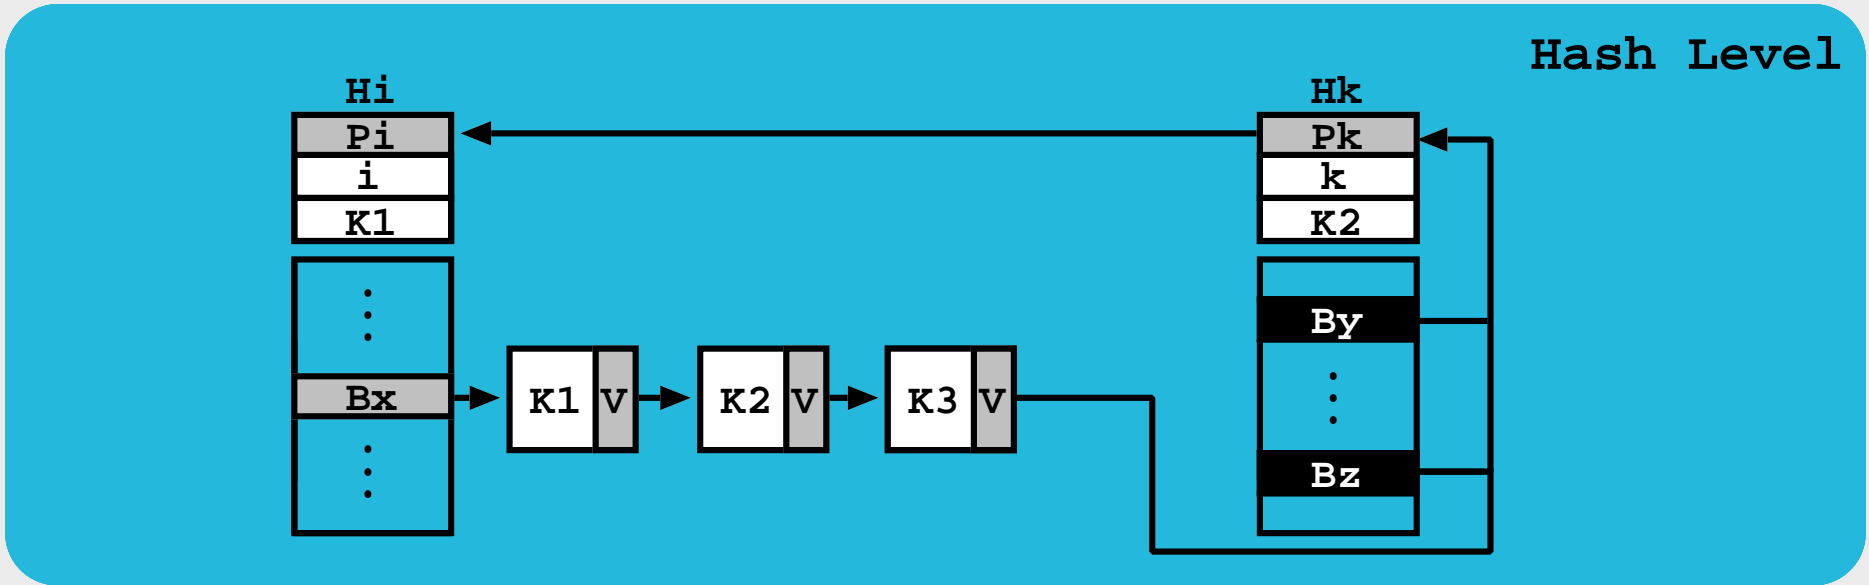 Hash Level
Hi
Hk
Pi
Pk
i
k
K1
K2
By
Bx
K1 V
K2 V
K3 V
Bz